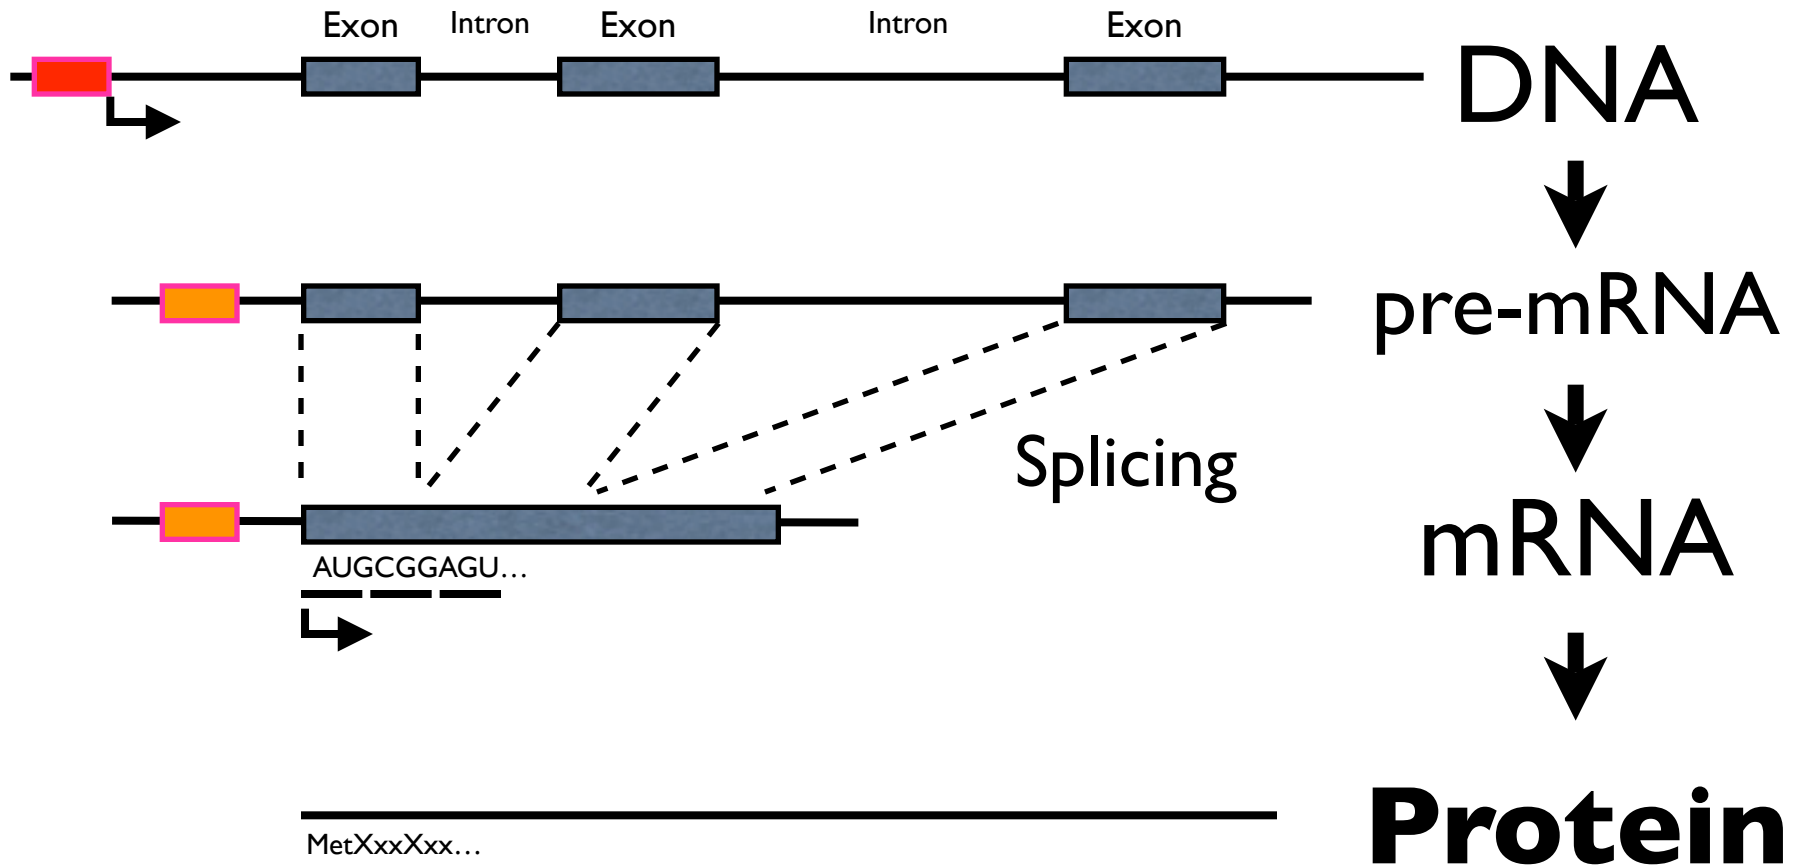 Exon Intron Exon Intron Exon
DNA
pre-mRNA
Splicing
mRNA
AUGCGGAGU...
Protein
MetXxxXxx...